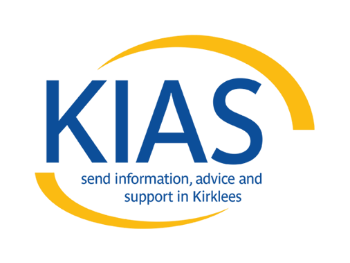 KIAS
send information, advice and
support in Kirklees